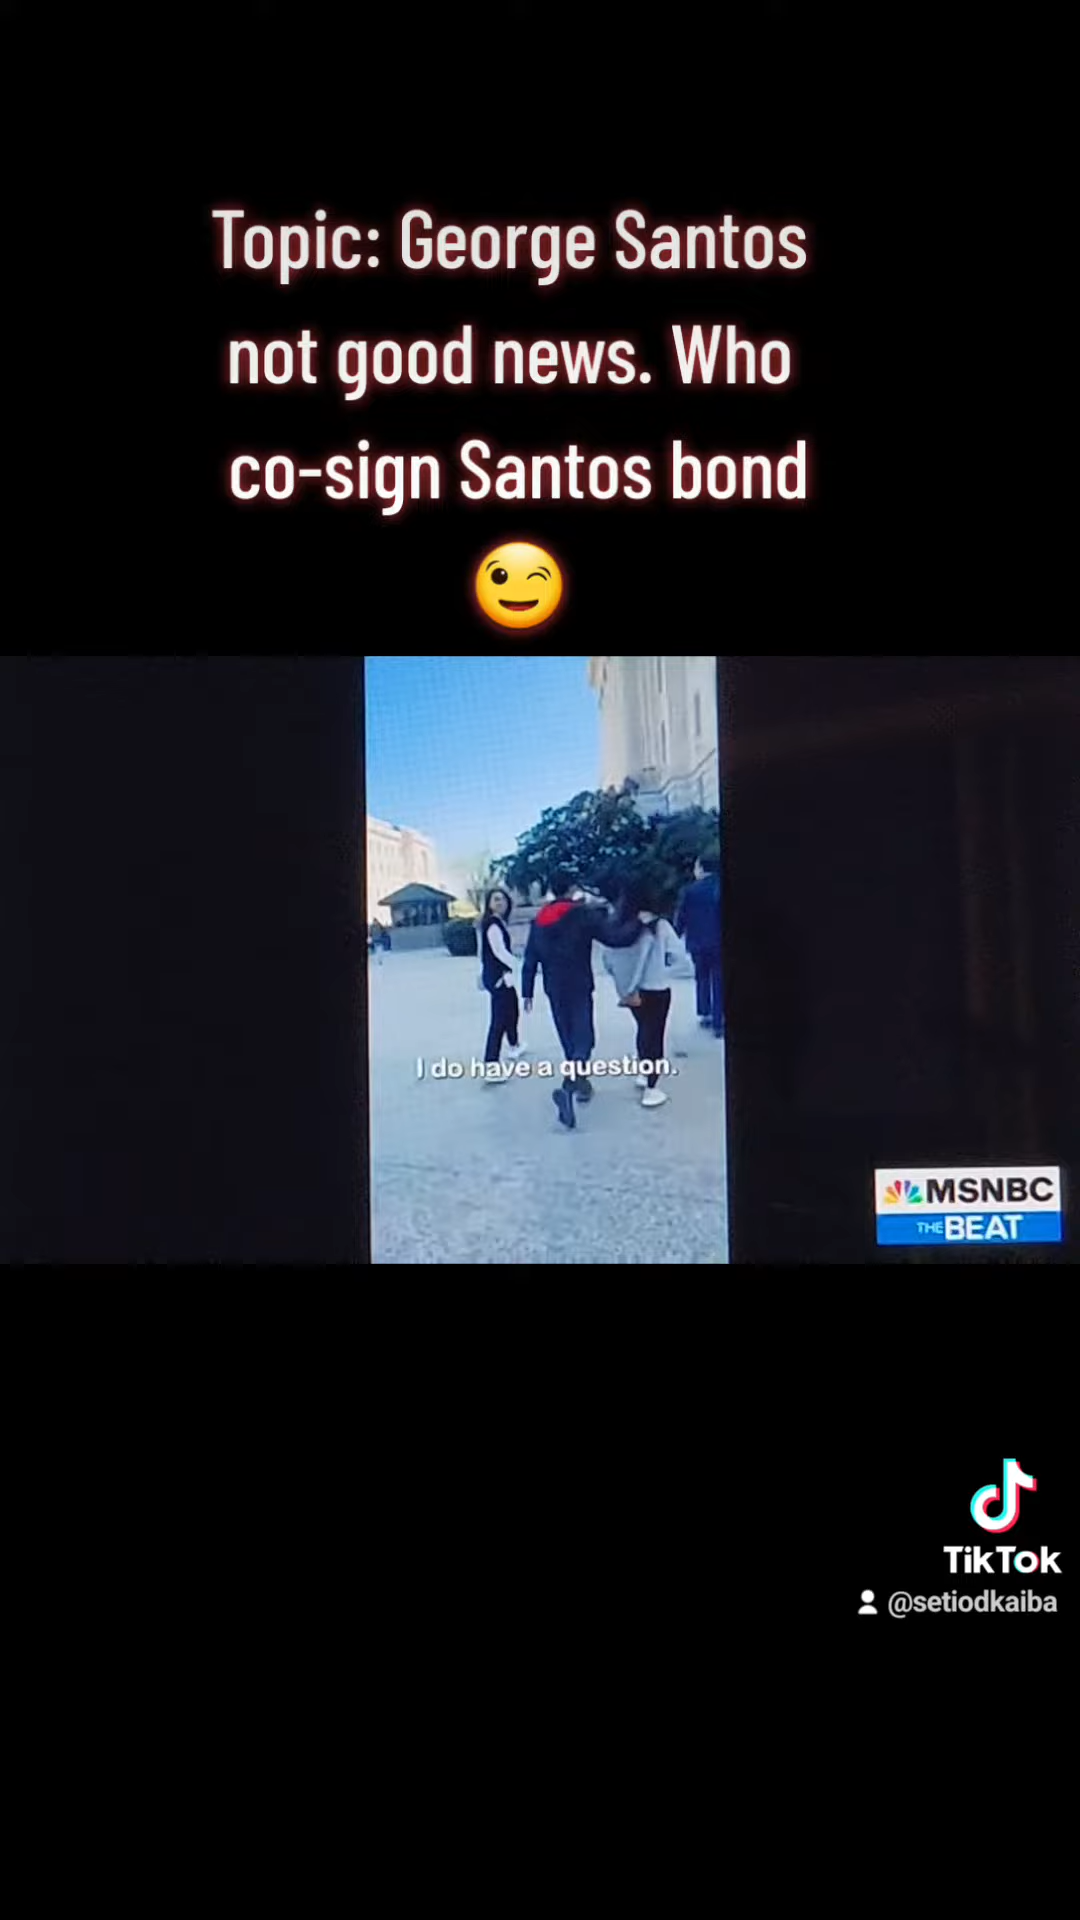 Topic: George Santos
not good news. Who
co-sign Santos bond
😉
I do have a question.
MSNBC
THE BEAT
TikTok
@setiodkaiba